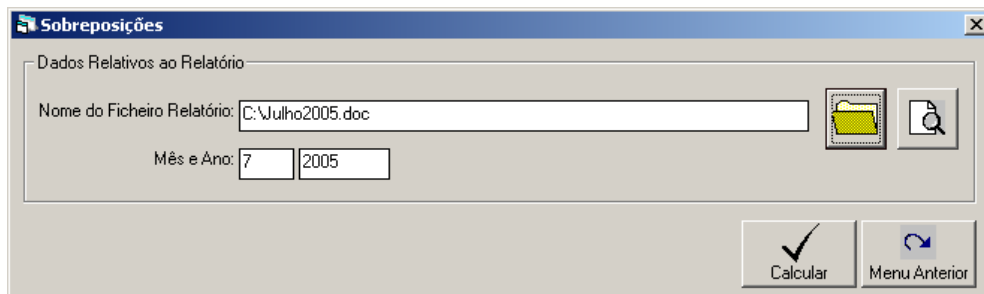 Sobreposições
Dados Relativos ao Relatório
Nome do Ficheiro Relatório: C:\Julho2005.doc
Mês e Ano: 7 2005
Calcular Menu Anterior